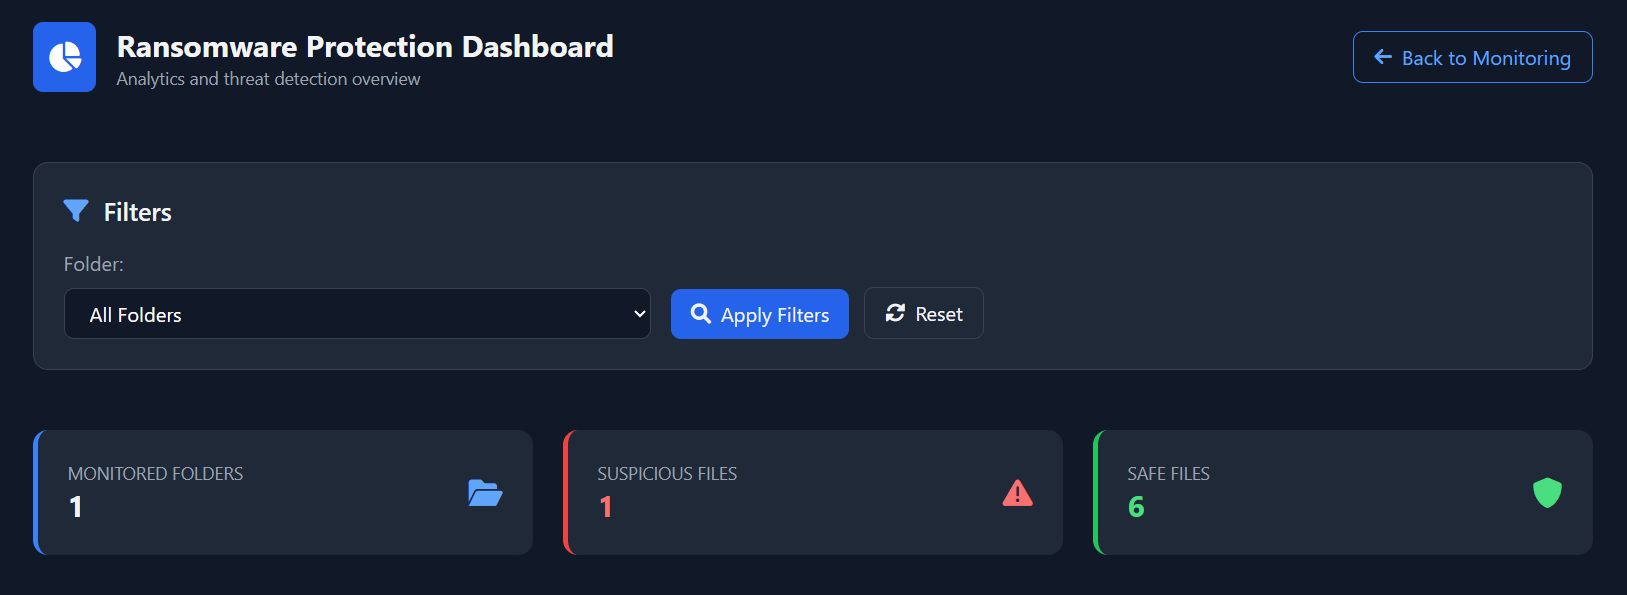 Ransomware Protection Dashboard
Analytics and threat detection overview
Back to Monitoring
Filters
Folder:
All Folders
Apply Filters
Reset
MONITORED FOLDERS
1
SUSPICIOUS FILES
1
SAFE FILES
6